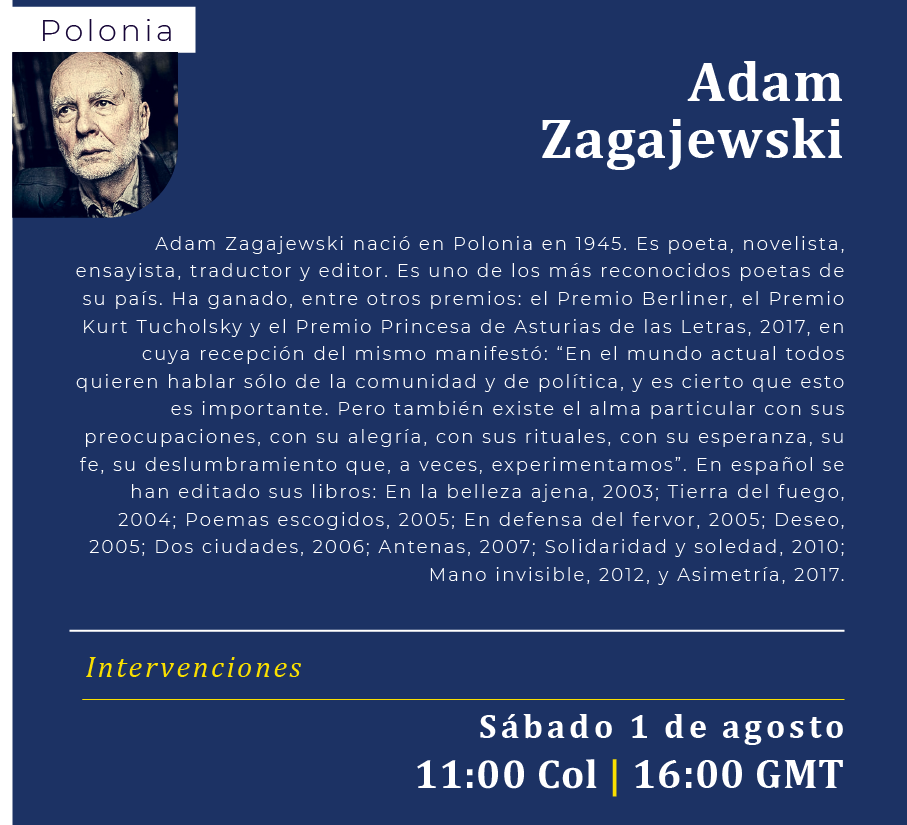 Polonia
Adam
Zagajewski
Adam Zagajewski nació en Polonia en 1945. Es poeta, novelista,
ensayista, traductor y editor. Es uno de los más reconocidos poetas de
su país. Ha ganado, entre otros premios: el Premio Berliner, el Premio
Kurt Tucholsky y el Premio Princesa de Asturias de las Letras, 2017, en
cuya recepción del mismo manifestó: “En el mundo actual todos
quieren hablar sólo de la comunidad y de política, y es cierto que esto
es importante. Pero también existe el alma particular con sus
preocupaciones, con su alegría, con sus rituales, con su esperanza, su
fe, su deslumbramiento que, a veces, experimentamos”. En español se
han editado sus libros: En la belleza ajena, 2003; Tierra del fuego,
2004; Poemas escogidos, 2005; En defensa del fervor, 2005; Deseo,
2005; Dos ciudades, 2006; Antenas, 2007; Solidaridad y soledad, 2010;
Mano invisible, 2012, y Asimetría, 2017.
Intervenciones
Sábado 1 de agosto
11:00 Col | 16:00 GMT